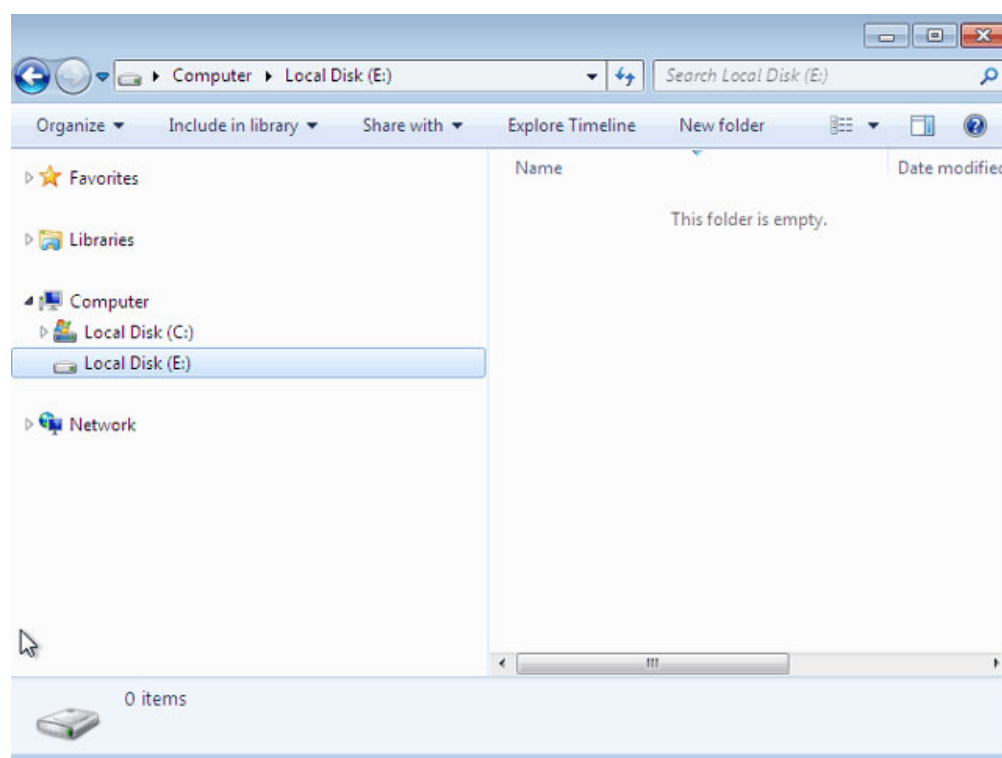 Computer Local Disk (E:)
Search Local Disk (E:)
Organize Include in library Share with Explore Timeline New folder
Name Date modified
This folder is empty.
Favorites
Libraries
Computer
Local Disk (C:)
Local Disk (E:)
Network
0 items